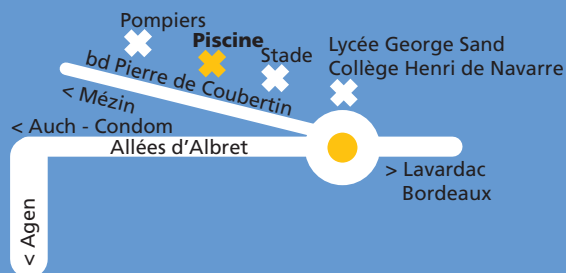 Pompiers
Piscine
Stade
Lycée George Sand
Collège Henri de Navarre
bd Pierre de Coubertin
< Mézin
< Auch - Condom
Allées d'Albret
> Lavardac
Bordeaux
< Agen